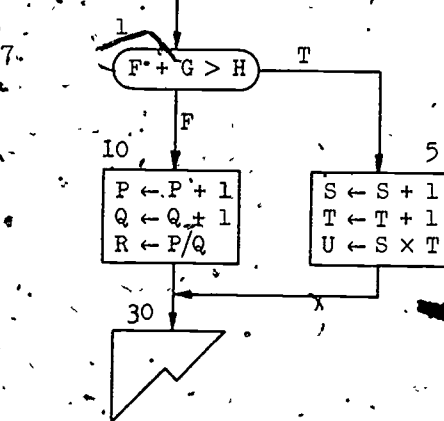 7.
1
F + G > H
T
F
10
P ← P + 1
Q ← Q + 1
R ← P/Q
5
S ← S + 1
T ← T + 1
U ← S × T
30